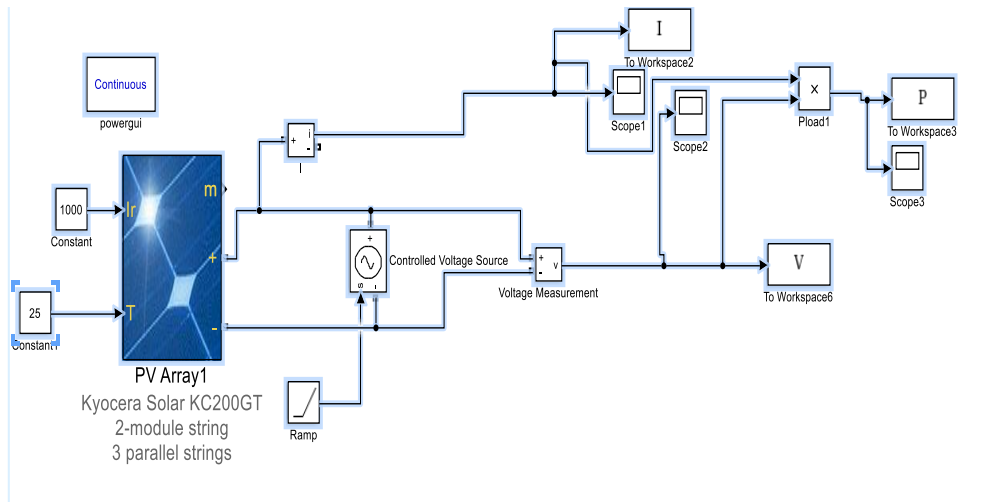 Continuous
powergui
1000
Constant
25
Constant1
Ir
T
m
+
-
PV Array1
Kyocera Solar KC200GT
2-module string
3 parallel strings
+
i
-
I
+
s
-
Controlled Voltage Source
Ramp
+
-
v
Voltage Measurement
I
To Workspace2
Scope1
Scope2
x
Pload1
P
To Workspace3
Scope3
V
To Workspace6